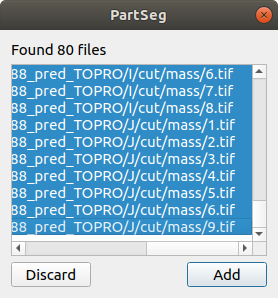 PartSeg
Found 80 files
88_pred_TOPRO/I/cut/mass/6.tif
88_pred_TOPRO/I/cut/mass/7.tif
88_pred_TOPRO/I/cut/mass/8.tif
88_pred_TOPRO/J/cut/mass/1.tif
88_pred_TOPRO/J/cut/mass/2.tif
88_pred_TOPRO/J/cut/mass/3.tif
88_pred_TOPRO/J/cut/mass/4.tif
88_pred_TOPRO/J/cut/mass/5.tif
88_pred_TOPRO/J/cut/mass/6.tif
88_pred_TOPRO/J/cut/mass/9.tif
Discard Add